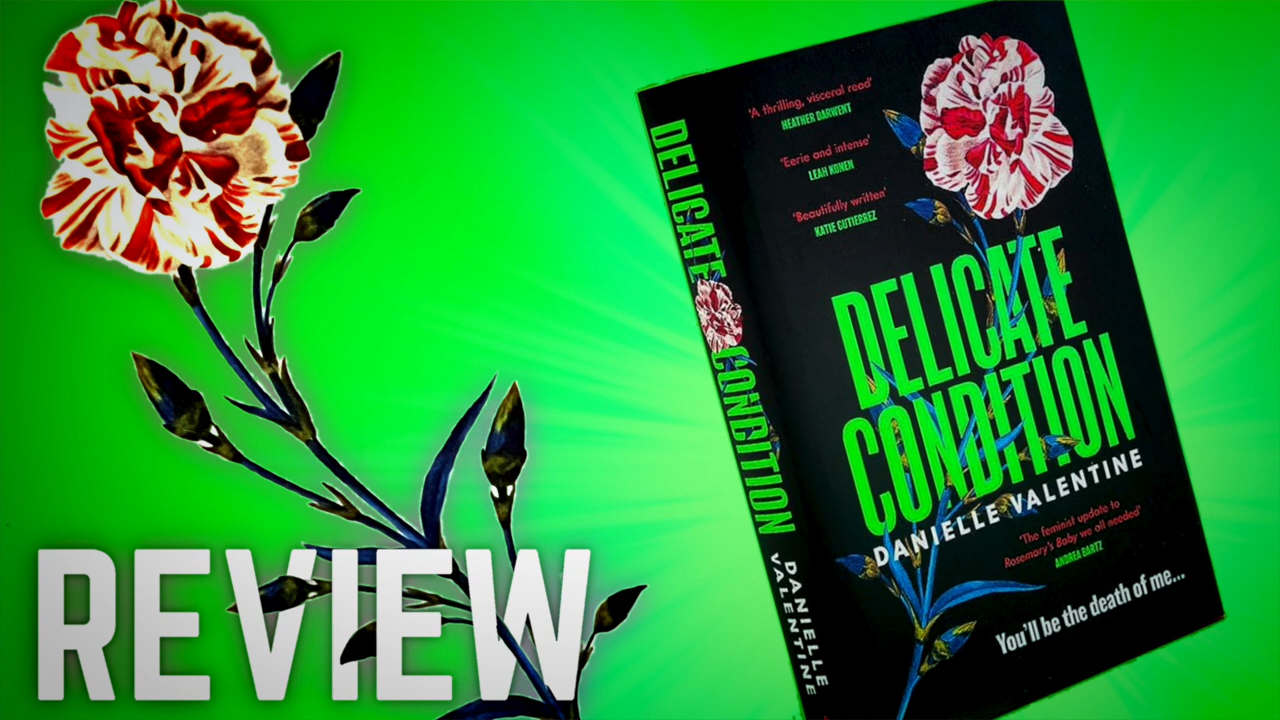 REVIEW
DELICATE CONDITION
DANIELLE
VALENTINE
'A thrilling, visceral read'
HEATHER DARWENT
'Eerie and intense'
LEAH KONEN
'Beautifully written'
KATIE GUTIERREZ
DELICATE
CONDITION
DANIELLE VALENTINE
'The feminist update to
Rosemary's Baby we all needed'
ANDREA BARTZ
You'll be the death of me...